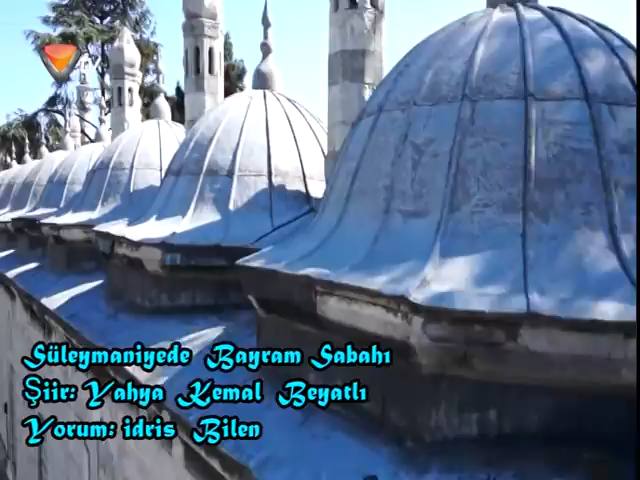 Süleymaniyede Bayram Sabahı
Şiir: Yahya Kemal Beyatlı
Yorum: idris Bilen